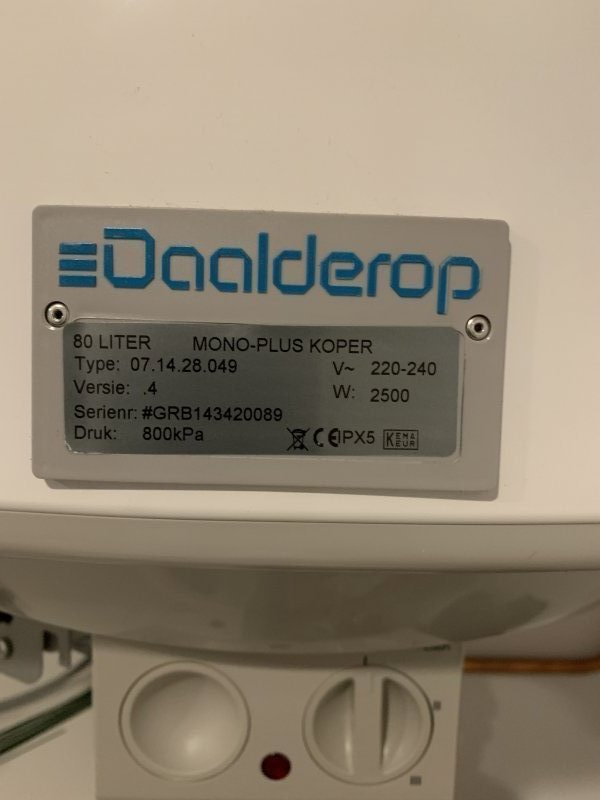 Daalderop
80 LITER MONO-PLUS KOPER
Type: 07.14.28.049 V~ 220-240
Versie: .4 W: 2500
Serienr: #GRB143420089
Druk: 800kPa CE IPX5 KEMA EUR